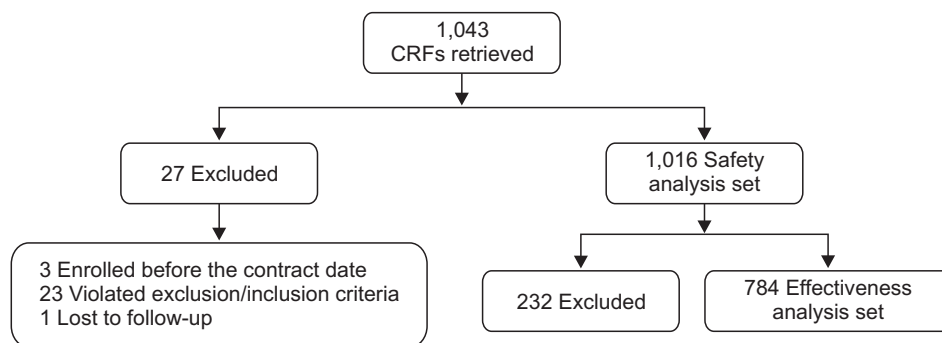 1,043
CRFs retrieved
27 Excluded
1,016 Safety
analysis set
3 Enrolled before the contract date
23 Violated exclusion/inclusion criteria
1 Lost to follow-up
232 Excluded
784 Effectiveness
analysis set